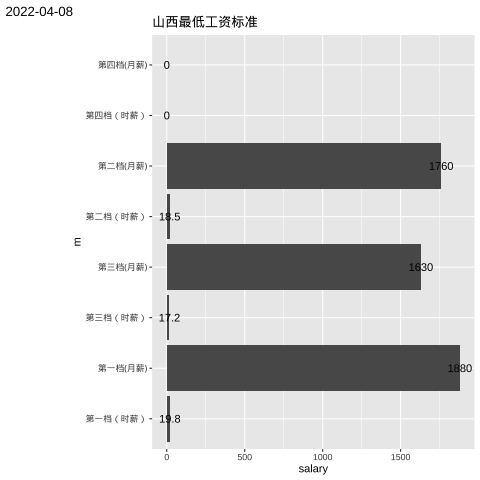 2022-04-08
山西最低工资标准
第四档(月薪)
0
第四档（时薪）
0
第二档(月薪)
1760
第二档（时薪）
18.5
第三档(月薪)
1630
第三档（时薪）
17.2
第一档(月薪)
1880
第一档（时薪）
19.8
m
0
500
1000
1500
salary